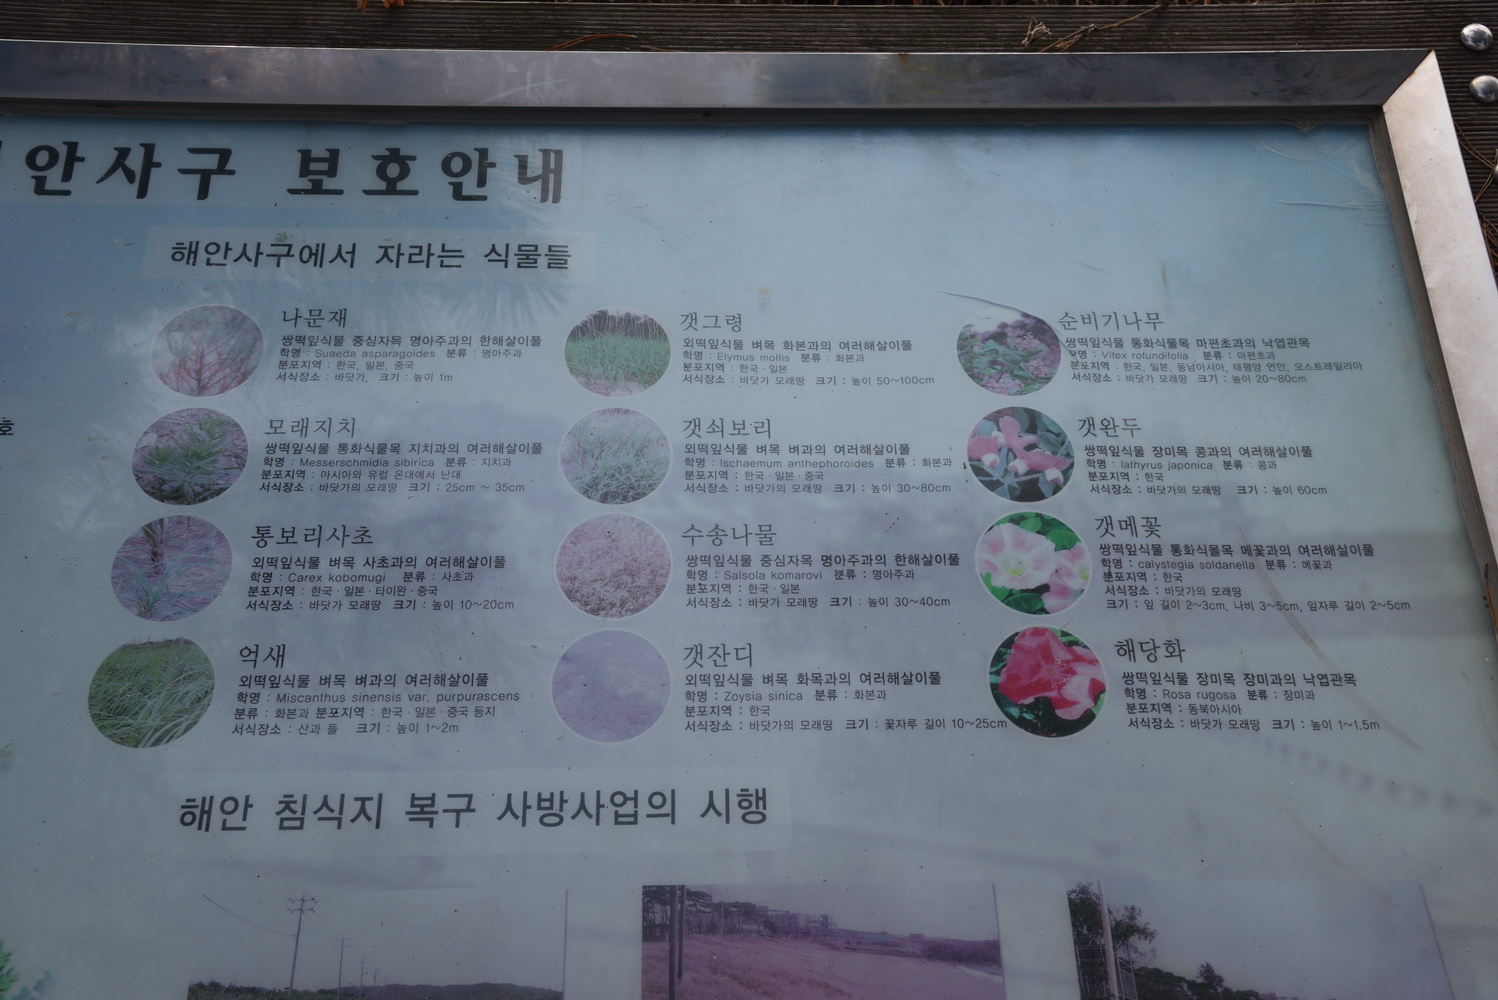 안사구 보호안내
해안사구에서 자라는 식물들
나문재
쌍떡잎식물 중심자목 명아주과의 한해살이풀
학명 : Suaeda asparagoides 분류 : 명아주과
분포지역 : 한국, 일본, 중국
서식장소 : 바닷가, 크기 : 높이 1m
갯그령
외떡잎식물 벼목 화본과의 여러해살이풀
학명 : Elymus mollis 분류 : 화본과
분포지역 : 한국 · 일본
서식장소 : 바닷가 모래땅 크기 : 높이 50~100cm
순비기나무
쌍떡잎식물 통화식물목 마편초과의 낙엽관목
학명 : Vitex rotundifolia 분류 : 마편초과
분포지역 : 한국, 일본, 동남아시아, 태평양 연안, 오스트레일리아
서식장소 : 바닷가 모래땅 크기 : 높이 20~80cm
호
모래지치
쌍떡잎식물 통화식물목 지치과의 여러해살이풀
학명 : Messerschmidia sibirica 분류 : 지치과
분포지역 : 아시아와 유럽 온대에서 난대
서식장소 : 바닷가의 모래땅 크기 : 25cm ~ 35cm
갯쇠보리
외떡잎식물 벼목 벼과의 여러해살이풀
학명 : Ischaemum anthephoroides 분류 : 화본과
분포지역 : 한국 · 일본 · 중국
서식장소 : 바닷가의 모래땅 크기 : 높이 30~80cm
갯완두
쌍떡잎식물 장미목 콩과의 여러해살이풀
학명 : lathyrus japonica 분류 : 콩과
분포지역 : 한국
서식장소 : 바닷가의 모래땅 크기 : 높이 60cm
통보리사초
외떡잎식물 벼목 사초과의 여러해살이풀
학명 : Carex kobomugi 분류 : 사초과
분포지역 : 한국 · 일본 · 타이완 · 중국
서식장소 : 바닷가 모래땅 크기 : 높이 10~20cm
수송나물
쌍떡잎식물 중심자목 명아주과의 한해살이풀
학명 : Salsola komarovi 분류 : 명아주과
분포지역 : 한국 · 일본
서식장소 : 바닷가 모래땅 크기 : 높이 30~40cm
갯메꽃
쌍떡잎식물 통화식물목 메꽃과의 여러해살이풀
학명 : calystegia soldanella 분류 : 메꽃과
분포지역 : 한국
서식장소 : 바닷가의 모래땅
크기 : 잎 길이 2~3cm, 나비 3~5cm, 잎자루 길이 2~5cm
억새
외떡잎식물 벼목 벼과의 여러해살이풀
학명 : Miscanthus sinensis var. purpurascens
분류 : 화본과 분포지역 : 한국 · 일본 · 중국 등지
서식장소 : 산과 들 크기 : 높이 1~2m
갯잔디
외떡잎식물 벼목 화목과의 여러해살이풀
학명 : Zoysia sinica 분류 : 화본과
분포지역 : 한국
서식장소 : 바닷가의 모래땅 크기 : 꽃자루 길이 10~25cm
해당화
쌍떡잎식물 장미목 장미과의 낙엽관목
학명 : Rosa rugosa 분류 : 장미과
분포지역 : 동북아시아
서식장소 : 바닷가 모래땅 크기 : 높이 1~1.5m
해안 침식지 복구 사방사업의 시행